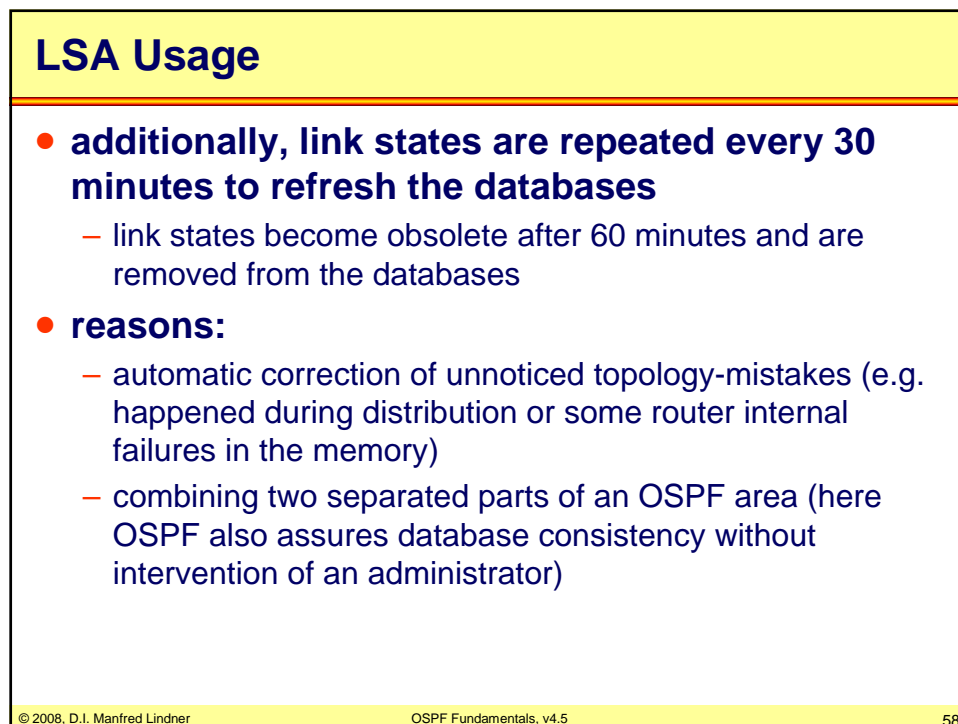 LSA Usage
• additionally, link states are repeated every 30
minutes to refresh the databases
– link states become obsolete after 60 minutes and are
removed from the databases
• reasons:
– automatic correction of unnoticed topology-mistakes (e.g.
happened during distribution or some router internal
failures in the memory)
– combining two separated parts of an OSPF area (here
OSPF also assures database consistency without
intervention of an administrator)
© 2008, D.I. Manfred Lindner
OSPF Fundamentals, v4.5
58